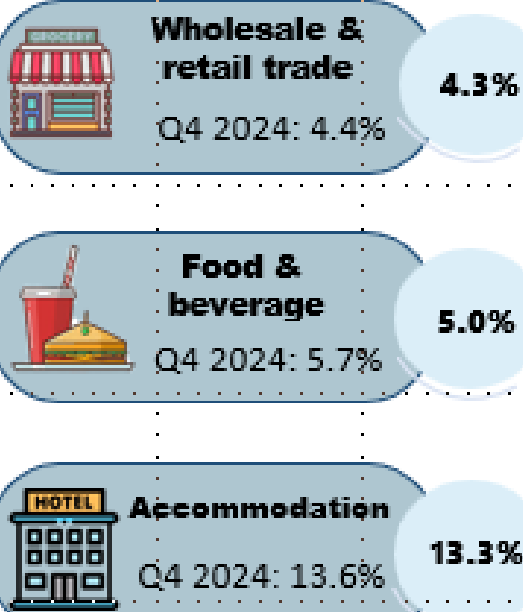 GROCERY
Wholesale &
retail trade
Q4 2024: 4.4%
4.3%
Food &
beverage
Q4 2024: 5.7%
5.0%
HOTEL
Accommodation
Q4 2024: 13.6%
13.3%